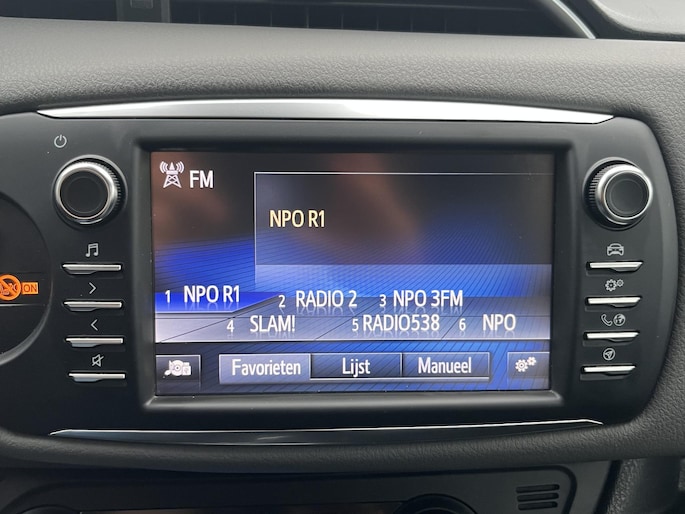 FM
NPO R1
1 NPO R1 2 RADIO 2 3 NPO 3FM
4 SLAM! 5 RADIO538 6 NPO
ON
Favorieten Lijst Manueel